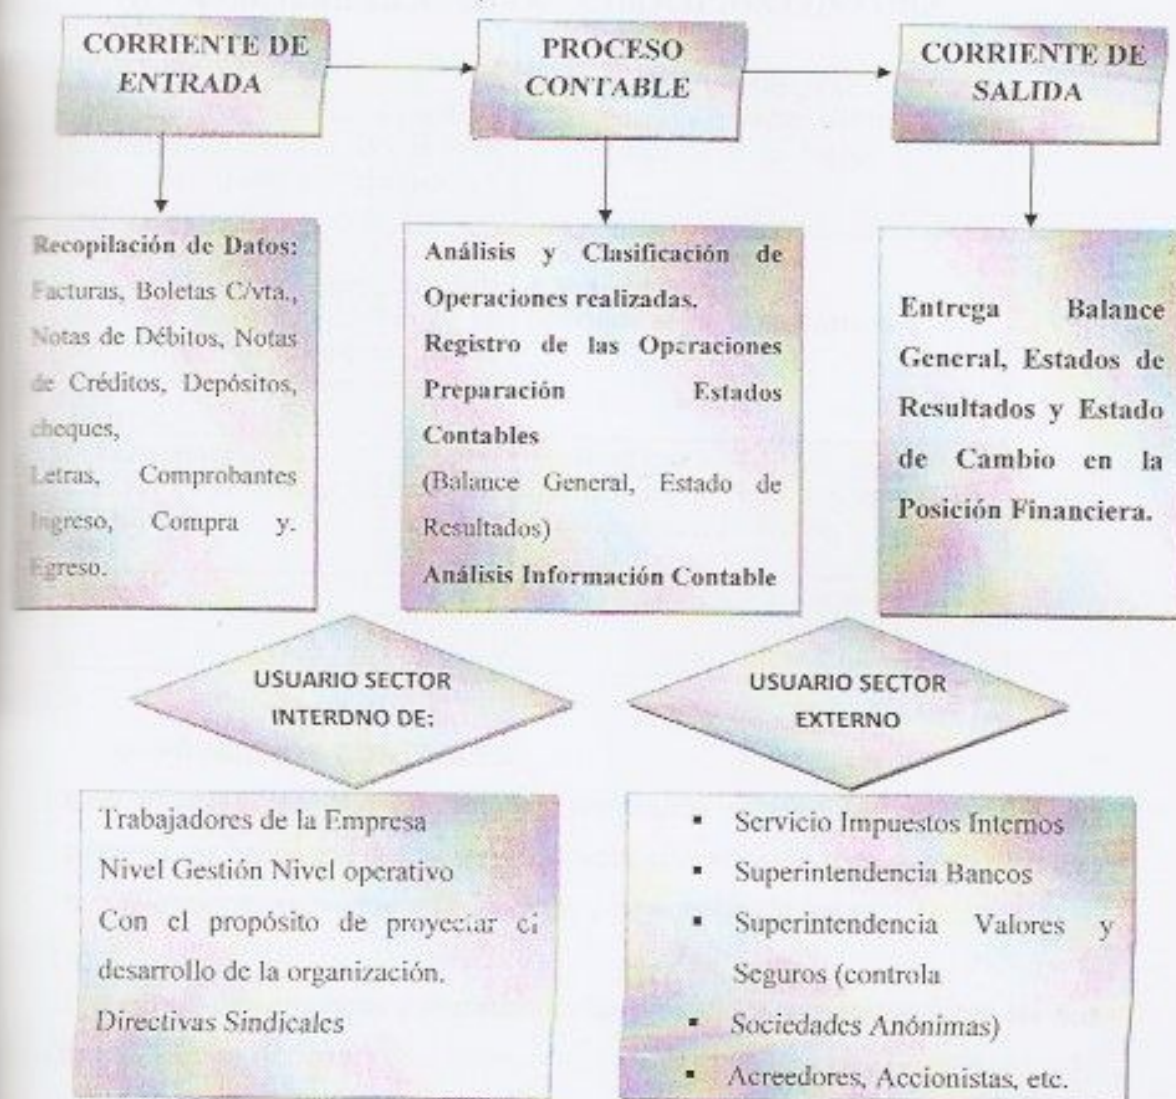 CORRIENTE DE
ENTRADA
PROCESO
CONTABLE
CORRIENTE DE
SALIDA
Recopilación de Datos:
Facturas, Boletas C/vta.,
Notas de Débitos, Notas
de Créditos, Depósitos,
cheques,
Letras, Comprobantes
Ingreso, Compra y.
Egreso.
Análisis y Clasificación de
Operaciones realizadas.
Registro de las Operaciones
Preparación Estados
Contables
(Balance General, Estado de
Resultados)
Análisis Información Contable
Entrega Balance
General, Estados de
Resultados y Estado
de Cambio en la
Posición Financiera.
USUARIO SECTOR
INTERDNO DE:
USUARIO SECTOR
EXTERNO
Trabajadores de la Empresa
Nivel Gestión Nivel operativo
Con el propósito de proyectar el
desarrollo de la organización.
Directivas Sindicales
▪ Servicio Impuestos Internos
▪ Superintendencia Bancos
▪ Superintendencia Valores y
Seguros (controla
▪ Sociedades Anónimas)
▪ Acreedores, Accionistas, etc.